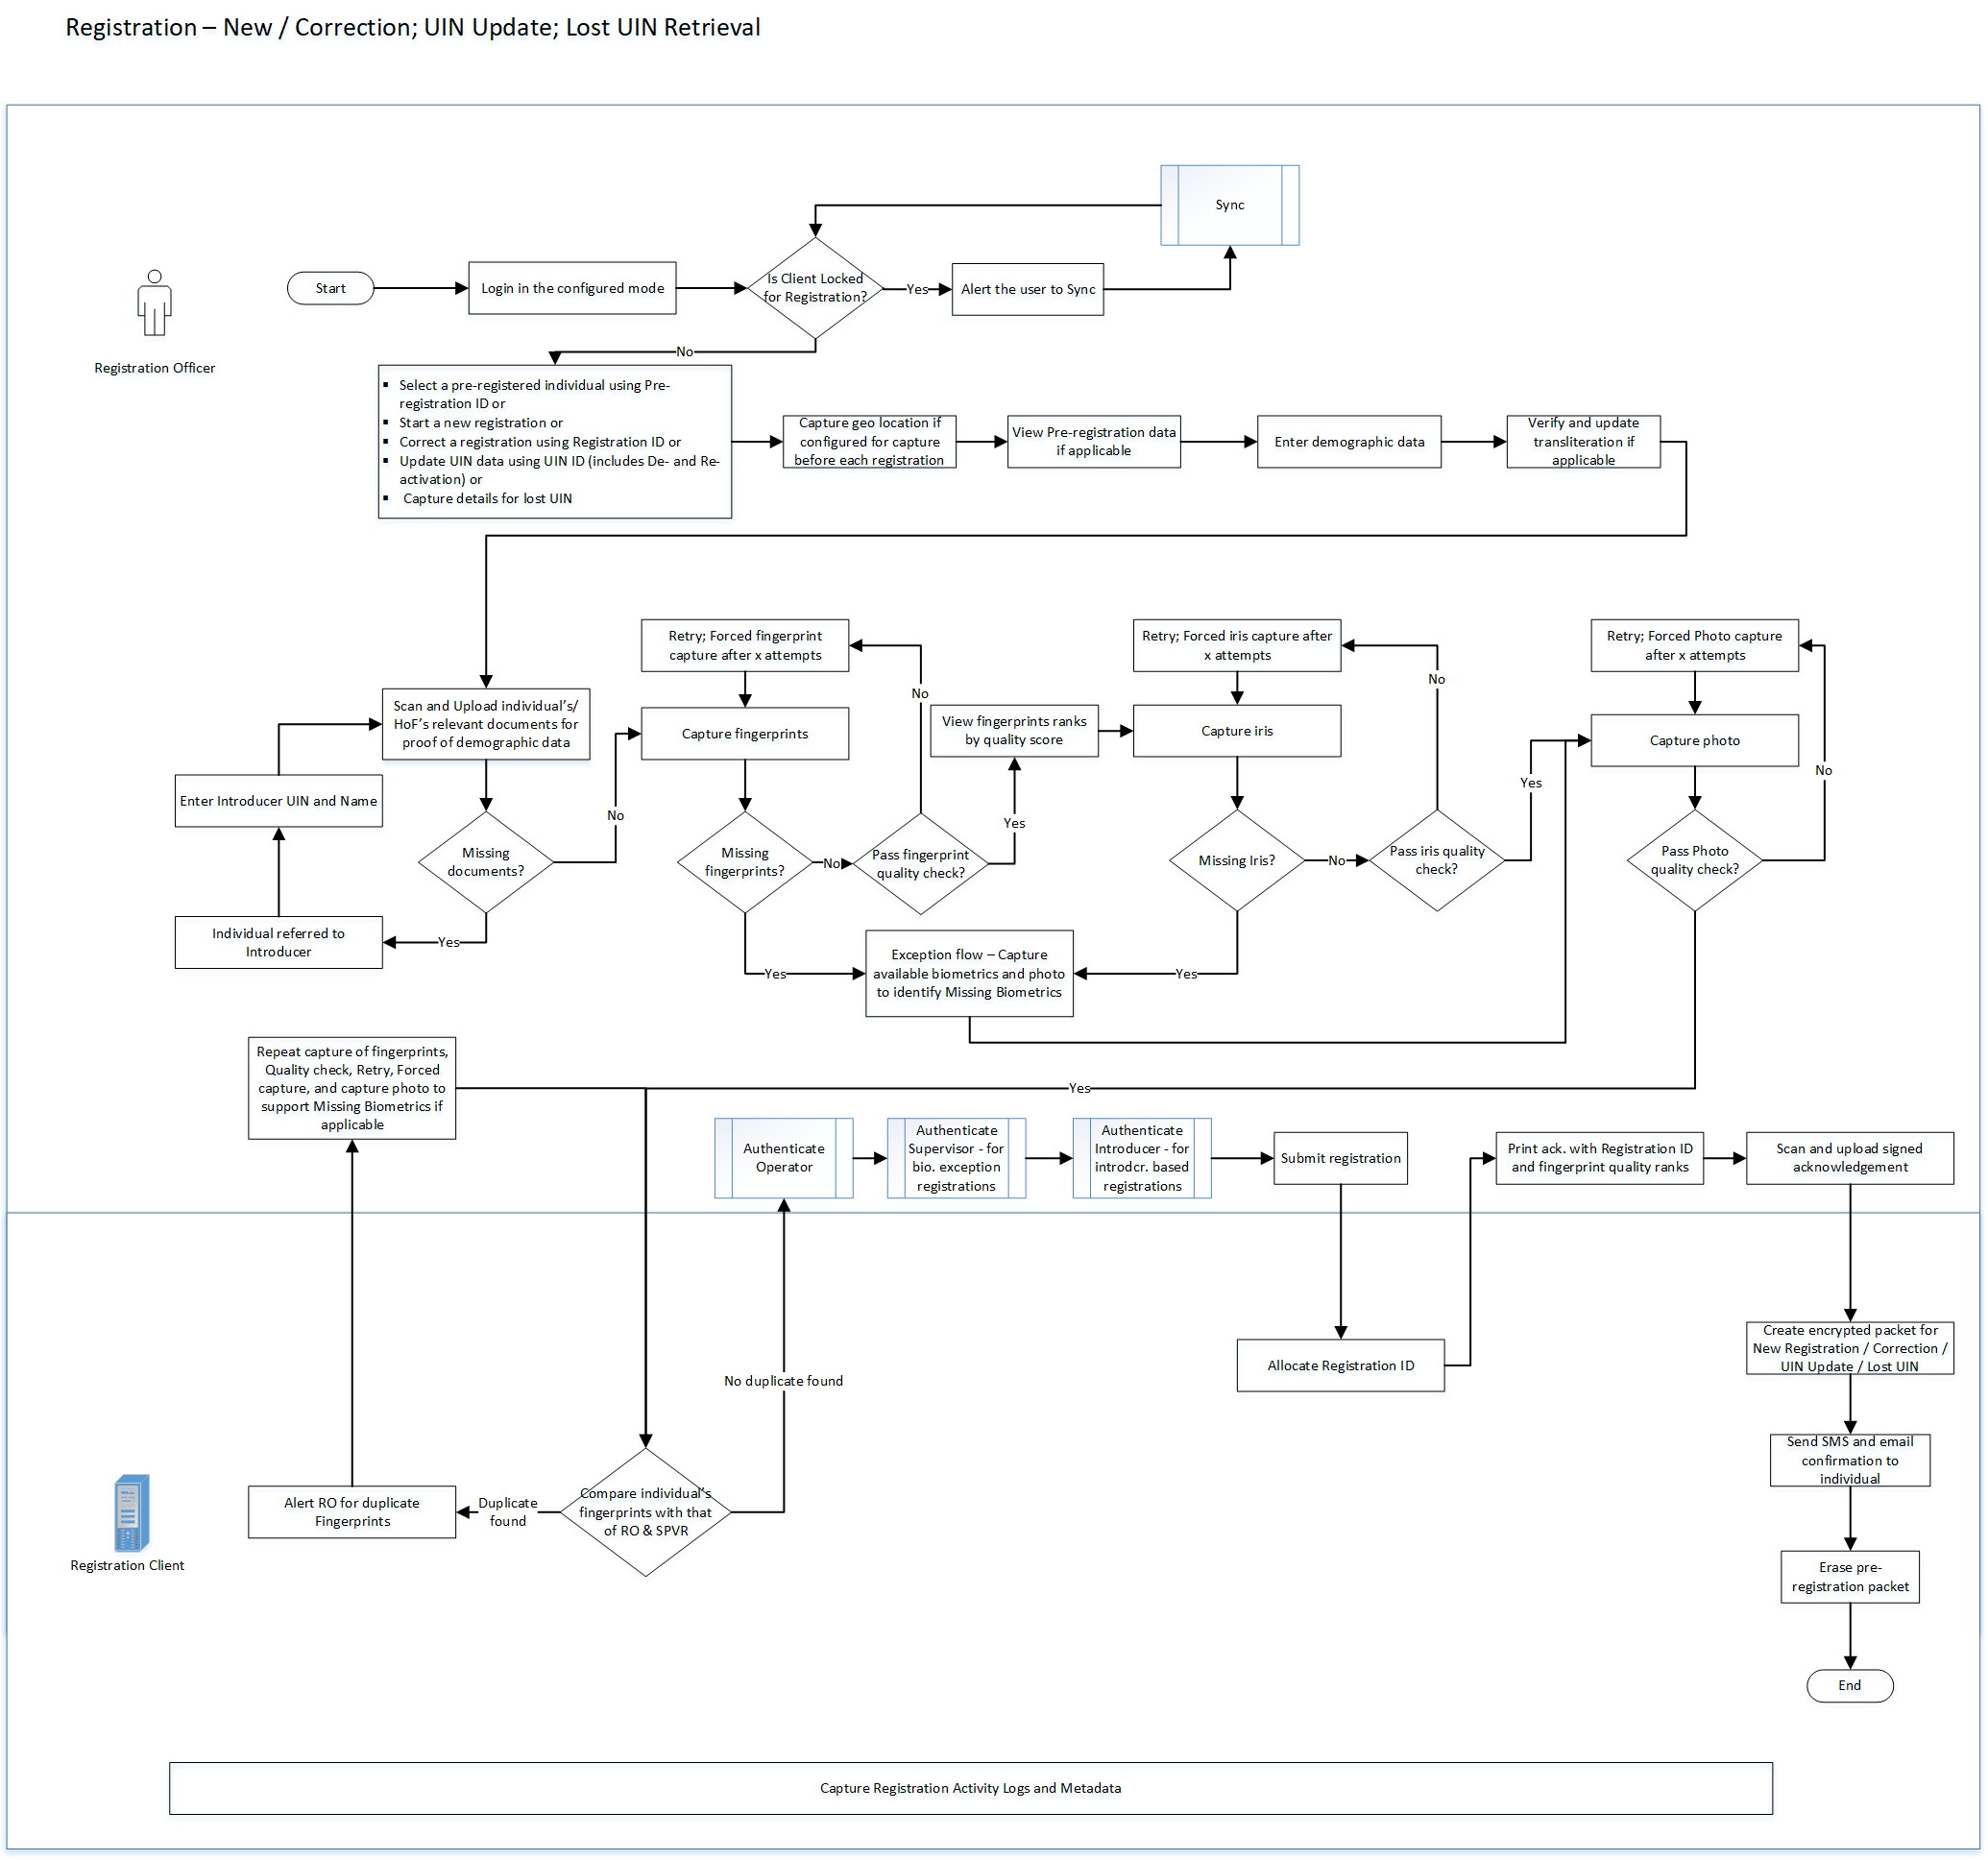 Registration – New / Correction; UIN Update; Lost UIN Retrieval
Sync
Start
Login in the configured mode
Is Client Locked
for Registration?
Yes
Alert the user to Sync
Registration Officer
No
▪ Select a pre-registered individual using Pre-
registration ID or
▪ Start a new registration or
▪ Correct a registration using Registration ID or
▪ Update UIN data using UIN ID (includes De- and Re-
activation) or
▪ Capture details for lost UIN
Capture geo location if
configured for capture
before each registration
View Pre-registration data
if applicable
Enter demographic data
Verify and update
transliteration if
applicable
Retry; Forced fingerprint
capture after x attempts
Retry; Forced iris capture after
x attempts
Retry; Forced Photo capture
after x attempts
No
No
Scan and Upload individual's/
HoF's relevant documents for
proof of demographic data
Capture fingerprints
View fingerprints ranks
by quality score
Capture iris
Capture photo
Enter Introducer UIN and Name
No
Yes
Yes
No
Missing
documents?
Missing
fingerprints?
No
Pass fingerprint
quality check?
Missing Iris?
No
Pass iris quality
check?
Pass Photo
quality check?
Individual referred to
Introducer
Yes
Yes
Exception flow – Capture
available biometrics and photo
to identify Missing Biometrics
Yes
Repeat capture of fingerprints,
Quality check, Retry, Forced
capture, and capture photo to
support Missing Biometrics if
applicable
Yes
Authenticate
Operator
Authenticate
Supervisor - for
bio. exception
registrations
Authenticate
Introducer - for
introdcr. based
registrations
Submit registration
Print ack. with Registration ID
and fingerprint quality ranks
Scan and upload signed
acknowledgement
No duplicate found
Allocate Registration ID
Create encrypted packet for
New Registration / Correction /
UIN Update / Lost UIN
Send SMS and email
confirmation to
individual
Alert RO for duplicate
Fingerprints
Duplicate
found
Compare individual's
fingerprints with that
of RO & SPVR
Registration Client
Erase pre-
registration packet
End
Capture Registration Activity Logs and Metadata